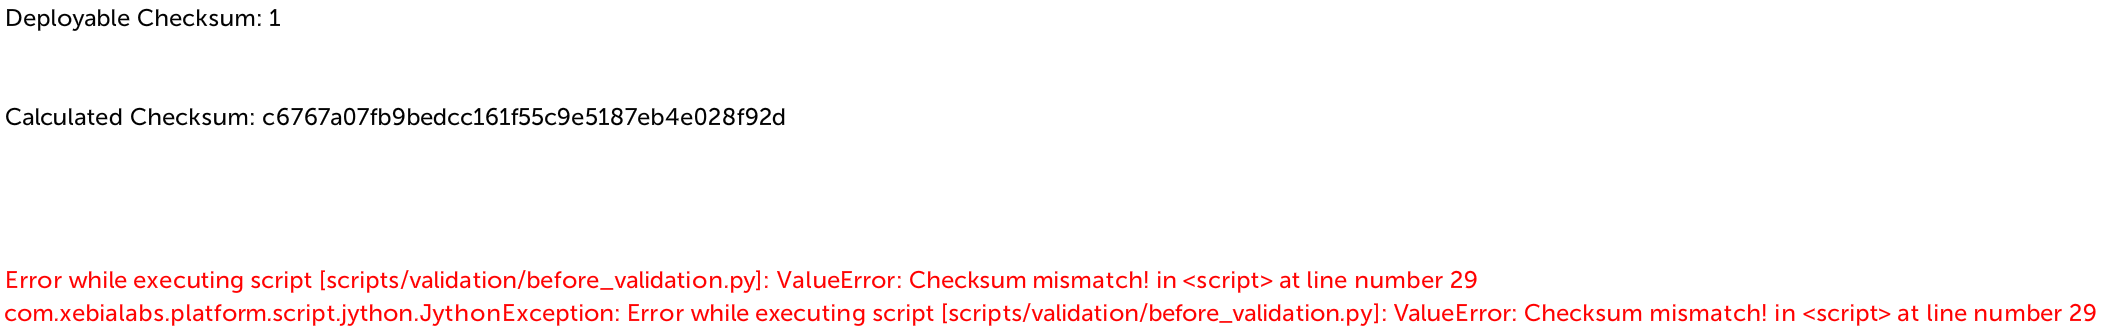 Deployable Checksum: 1
Calculated Checksum: c6767a07fb9bedcc161f55c9e5187eb4e028f92d
Error while executing script [scripts/validation/before_validation.py]: ValueError: Checksum mismatch! in <script> at line number 29
com.xebialabs.platform.script.jython.JythonException: Error while executing script [scripts/validation/before_validation.py]: ValueError: Checksum mismatch! in <script> at line number 29